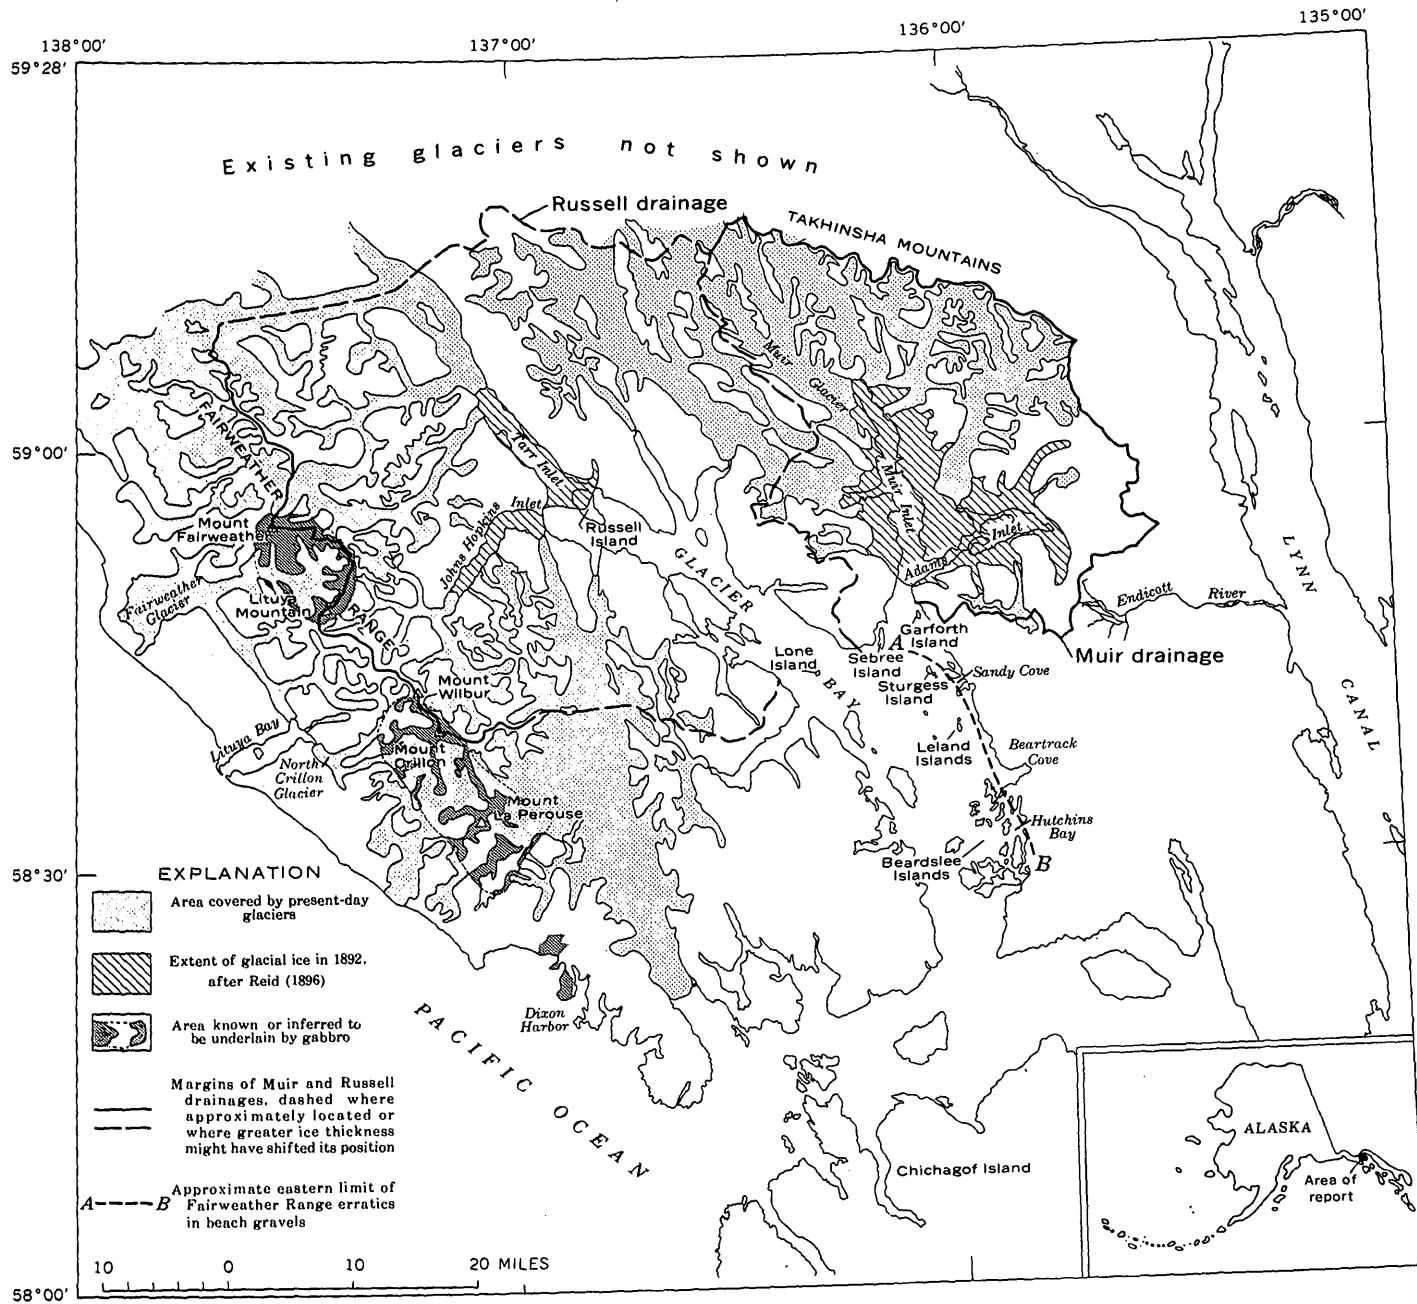 138°00'
137°00'
136°00'
135°00'
59°28'
Existing glaciers not shown
Russell drainage
TAKHINSHA MOUNTAINS
Muir Glacier
FAIRWEATHER RANGE
59°00'
Tarr Inlet
Muir Inlet
Johns Hopkins Inlet
Russell
Island
Mount
Fairweather
Adams Inlet
GLACIER BAY
LYNN CANAL
Fairweather
Glacier
Lituya
Mountain
Endicott River
Garforth
Island
A
Lone
Island
Sebree
Island
Muir drainage
Sandy Cove
Sturgess
Island
Mount
Wilbur
Lituya Bay
Leland
Islands
Beartrack
Cove
Mount
Crillon
North
Crillon
Glacier
Mount
La Perouse
Hutchins
Bay
Beardslee
Islands
B
58°30'
EXPLANATION
Area covered by present-day
glaciers
Extent of glacial ice in 1892,
after Reid (1896)
Area known or inferred to
be underlain by gabbro
Margins of Muir and Russell
drainages, dashed where
approximately located or
where greater ice thickness
might have shifted its position
A B
Approximate eastern limit of
Fairweather Range erratics
in beach gravels
Dixon
Harbor
PACIFIC OCEAN
Chichagof Island
ALASKA
Area of
report
10 0 10 20 MILES
58°00'